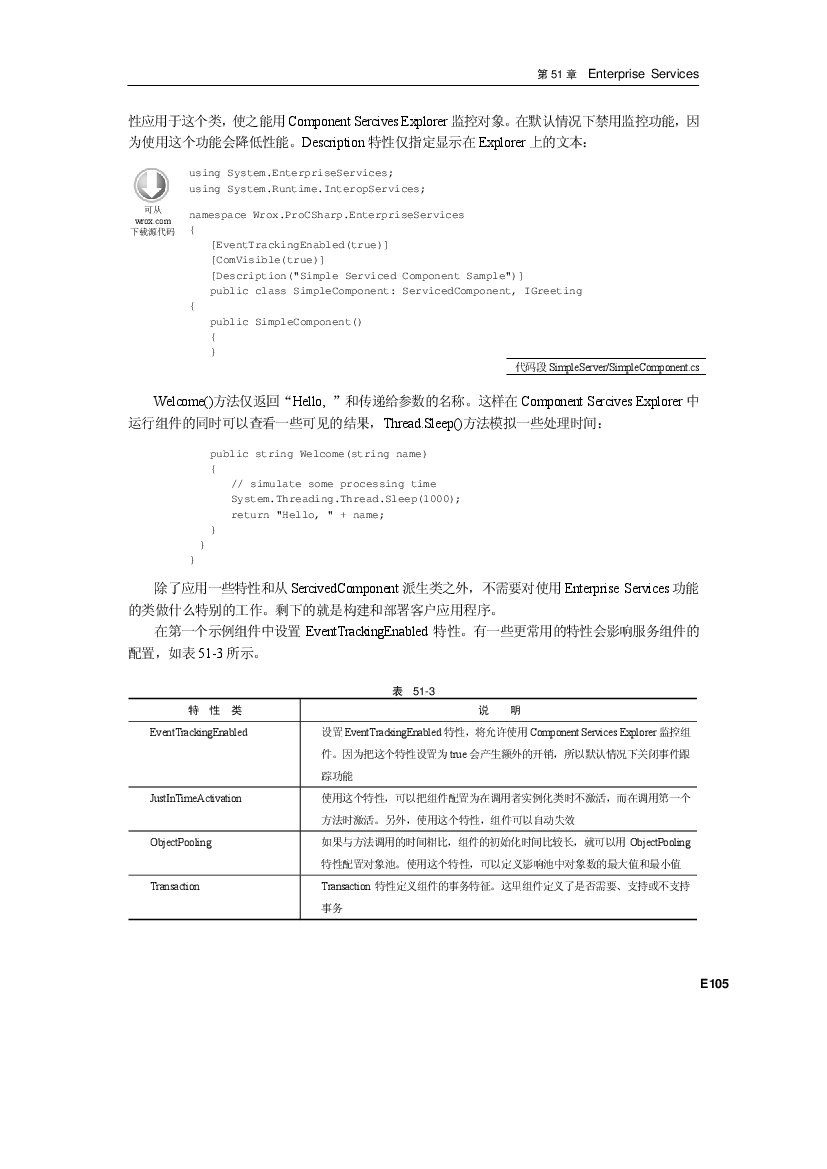 第 51 章 Enterprise Services
性应用于这个类，使之能用 Component Sercives Explorer 监控对象。在默认情况下禁用监控功能，因
为使用这个功能会降低性能。Description 特性仅指定显示在 Explorer 上的文本：
可从
wrox.com
下载源代码
using System.EnterpriseServices;
using System.Runtime.InteropServices;
namespace Wrox.ProCSharp.EnterpriseServices
{
[EventTrackingEnabled(true)]
[ComVisible(true)]
[Description("Simple Serviced Component Sample")]
public class SimpleComponent: ServicedComponent, IGreeting
{
public SimpleComponent()
{
}
代码段 SimpleServer/SimpleComponent.cs
Welcome()方法仅返回“Hello, ”和传递给参数的名称。这样在 Component Sercives Explorer 中
运行组件的同时可以查看一些可见的结果，Thread.Sleep()方法模拟一些处理时间：
public string Welcome(string name)
{
// simulate some processing time
System.Threading.Thread.Sleep(1000);
return "Hello, " + name;
}
}
}
除了应用一些特性和从 SercivedComponent 派生类之外，不需要对使用 Enterprise Services 功能
的类做什么特别的工作。剩下的就是构建和部署客户应用程序。
在第一个示例组件中设置 EventTrackingEnabled 特性。有一些更常用的特性会影响服务组件的
配置，如表 51-3 所示。
表 51-3
特 性 类 说 明
EventTrackingEnabled 设置 EventTrackingEnabled 特性，将允许使用 Component Services Explorer 监控组
件。因为把这个特性设置为 true 会产生额外的开销，所以默认情况下关闭事件跟
踪功能
JustInTimeActivation 使用这个特性，可以把组件配置为在调用者实例化类时不激活，而在调用第一个
方法时激活。另外，使用这个特性，组件可以自动失效
ObjectPooling 如果与方法调用的时间相比，组件的初始化时间比较长，就可以用 ObjectPooling
特性配置对象池。使用这个特性，可以定义影响池中对象数的最大值和最小值
Transaction Transaction 特性定义组件的事务特征。这里组件定义了是否需要、支持或不支持
事务
E105